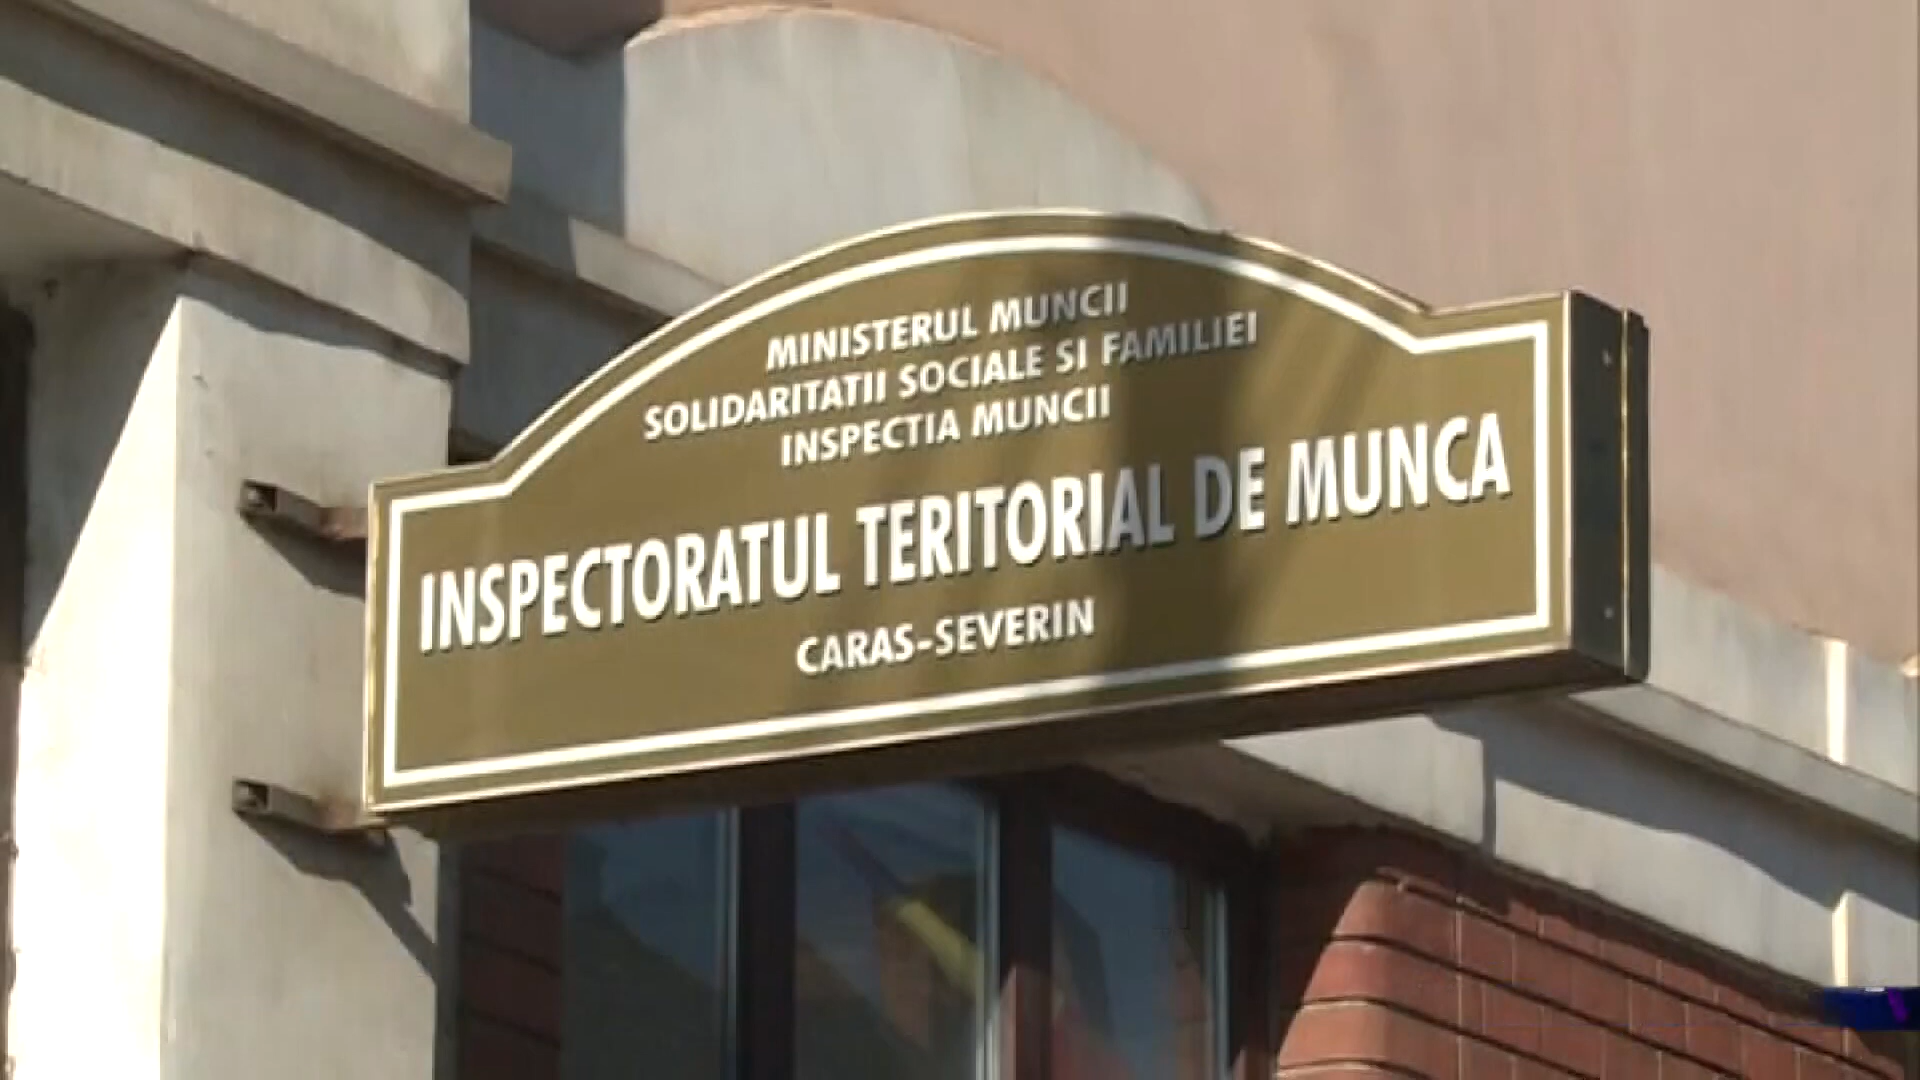 MINISTERUL MUNCII
SOLIDARITATII SOCIALE SI FAMILIEI
INSPECTIA MUNCII
INSPECTORATUL TERITORIAL DE MUNCA
CARAS-SEVERIN